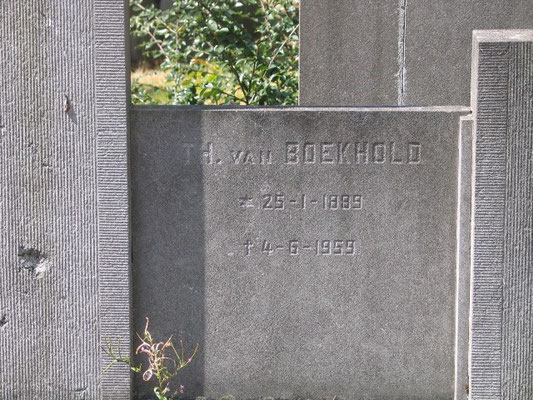 TH. van BOEKHOLD
* 25-1-1889
† 4-6-1959